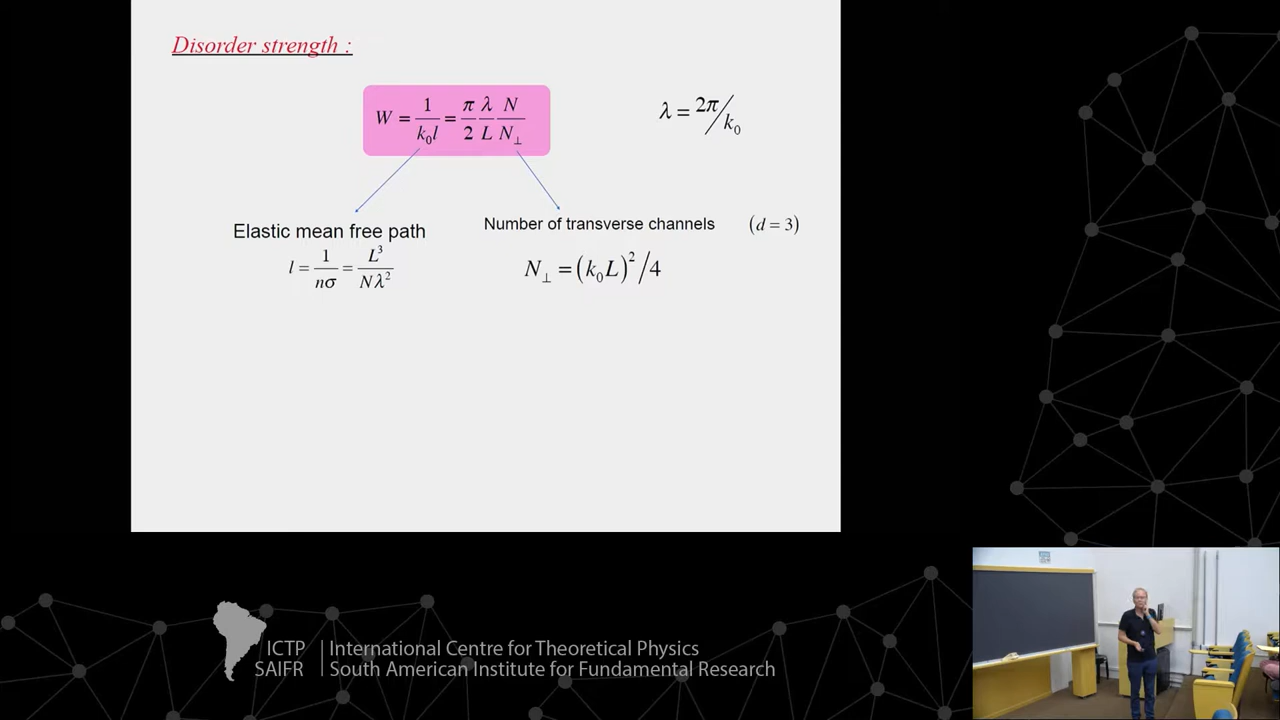 Disorder strength :
W = 1/(k₀l) = (π/2)(λ/L)(N/N⊥)
λ = 2π/k₀
Elastic mean free path
l = 1/(nσ) = L³/(Nλ²)
Number of transverse channels (d = 3)
N⊥ = (k₀L)²/4
ICTP | International Centre for Theoretical Physics
SAIFR | South American Institute for Fundamental Research